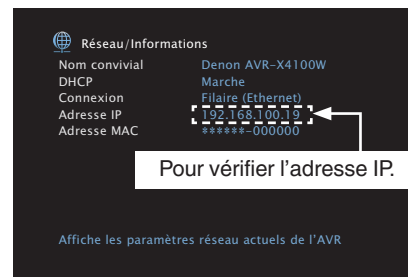 Réseau/Informations
Nom convivial Denon AVR-X4100W
DHCP Marche
Connexion Filaire (Ethernet)
Adresse IP 192.168.100.19
Adresse MAC ******-000000
Pour vérifier l'adresse IP.
Affiche les paramètres réseau actuels de l'AVR